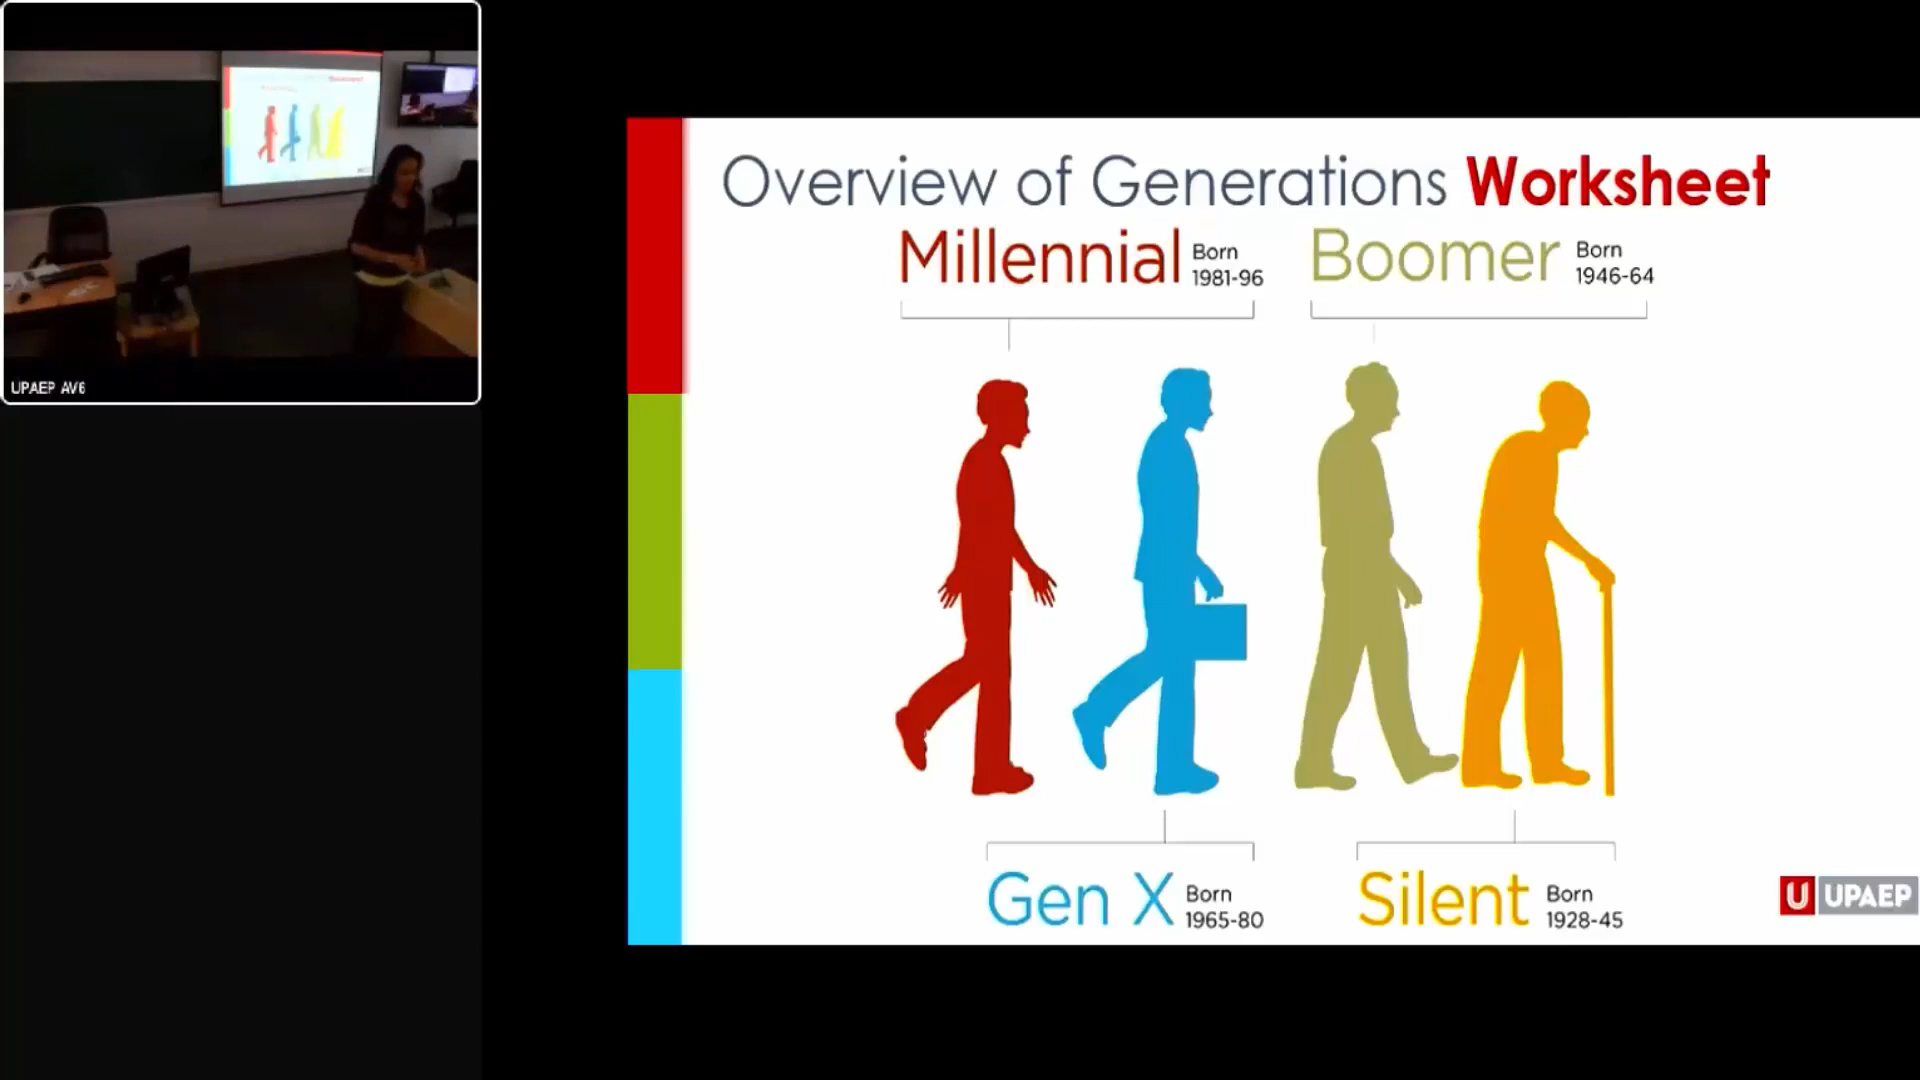 UPAEP AV6
Overview of Generations Worksheet
Millennial Born 1981-96
Boomer Born 1946-64
Gen X Born 1965-80
Silent Born 1928-45
U UPAEP